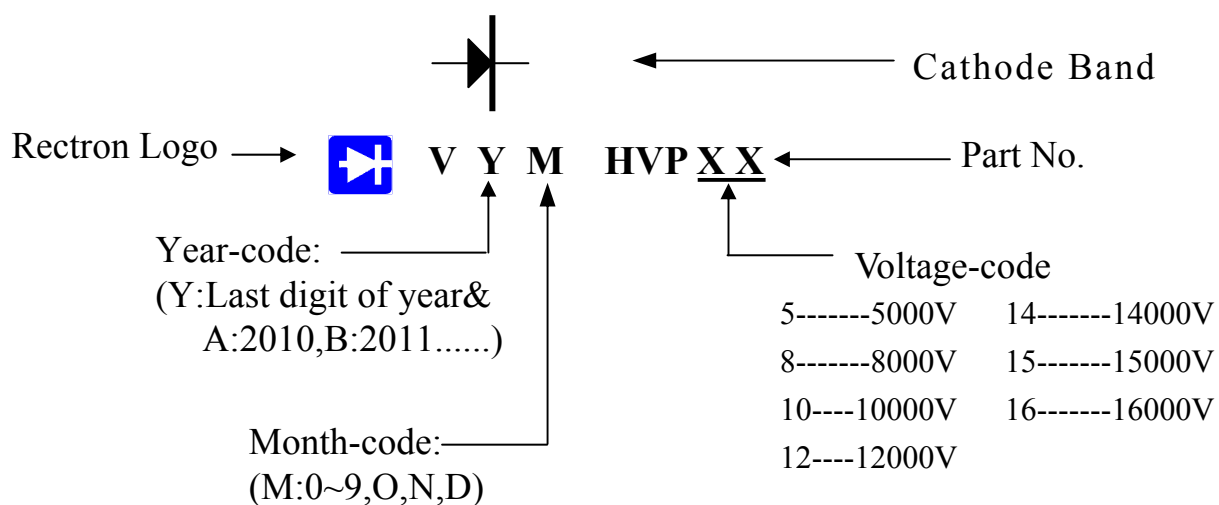 Cathode Band
Rectron Logo V Y M HVP X X Part No.
Year-code:
(Y:Last digit of year&
A:2010,B:2011......)
Voltage-code
5-------5000V 14-------14000V
8-------8000V 15-------15000V
10----10000V 16-------16000V
12----12000V
Month-code:
(M:0~9,O,N,D)